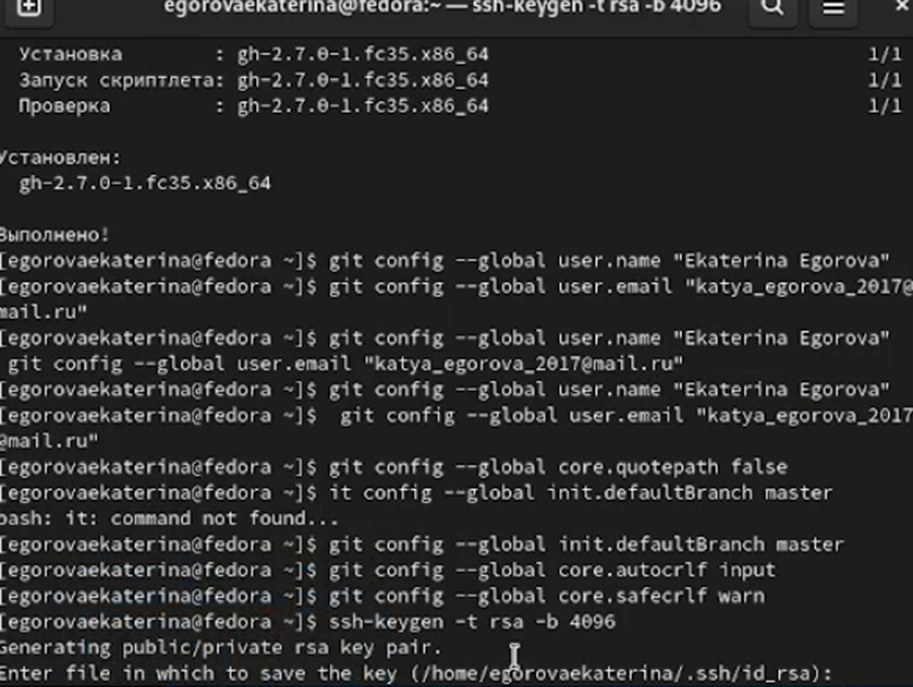 egorovaekaterina@fedora:~ — ssh-keygen -t rsa -b 4096
Установка : gh-2.7.0-1.fc35.x86_64 1/1
Запуск скриптлета: gh-2.7.0-1.fc35.x86_64 1/1
Проверка : gh-2.7.0-1.fc35.x86_64 1/1
Установлен:
gh-2.7.0-1.fc35.x86_64
Выполнено!
[egorovaekaterina@fedora ~]$ git config --global user.name "Ekaterina Egorova"
[egorovaekaterina@fedora ~]$ git config --global user.email "katya_egorova_2017@
mail.ru"
[egorovaekaterina@fedora ~]$ git config --global user.name "Ekaterina Egorova"
git config --global user.email "katya_egorova_2017@mail.ru"
[egorovaekaterina@fedora ~]$ git config --global user.name "Ekaterina Egorova"
[egorovaekaterina@fedora ~]$  git config --global user.email "katya_egorova_2017
@mail.ru"
[egorovaekaterina@fedora ~]$ git config --global core.quotepath false
[egorovaekaterina@fedora ~]$ it config --global init.defaultBranch master
bash: it: command not found...
[egorovaekaterina@fedora ~]$ git config --global init.defaultBranch master
[egorovaekaterina@fedora ~]$ git config --global core.autocrlf input
[egorovaekaterina@fedora ~]$ git config --global core.safecrlf warn
[egorovaekaterina@fedora ~]$ ssh-keygen -t rsa -b 4096
Generating public/private rsa key pair.
Enter file in which to save the key (/home/egorovaekaterina/.ssh/id_rsa):